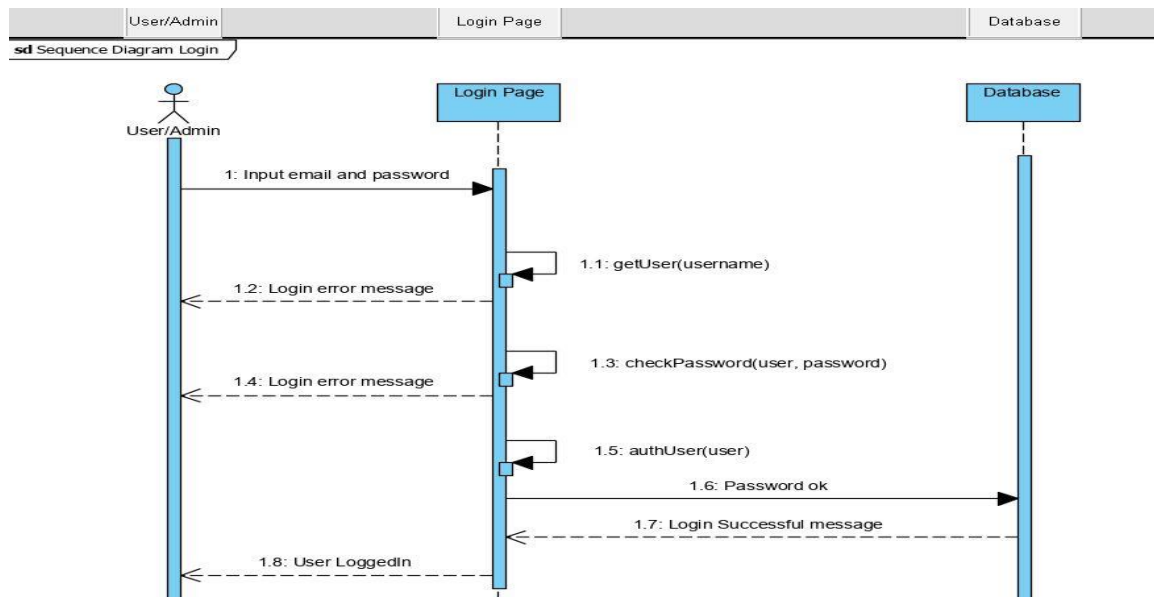 User/Admin
Login Page
Database
sd Sequence Diagram Login
Login Page
Database
User/Admin
1: Input email and password
1.1: getUser(username)
1.2: Login error message
1.3: checkPassword(user, password)
1.4: Login error message
1.5: authUser(user)
1.6: Password ok
1.7: Login Successful message
1.8: User LoggedIn